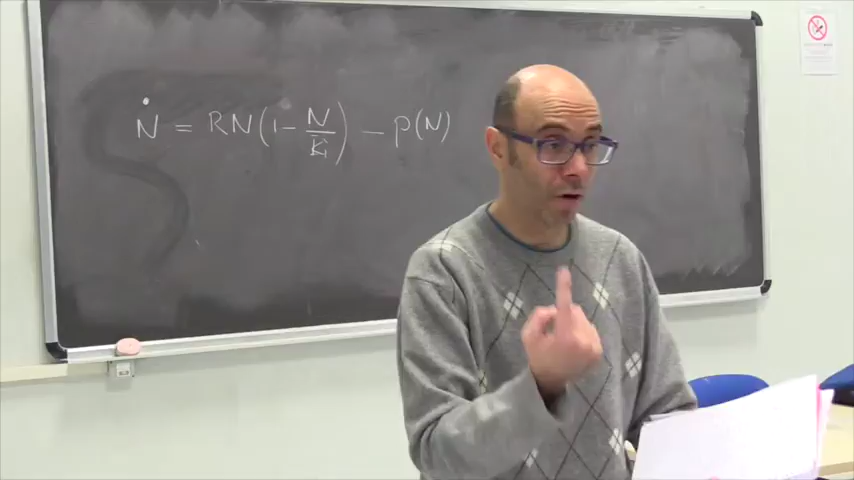 Ṅ = RN(1 - N/K) - P(N)